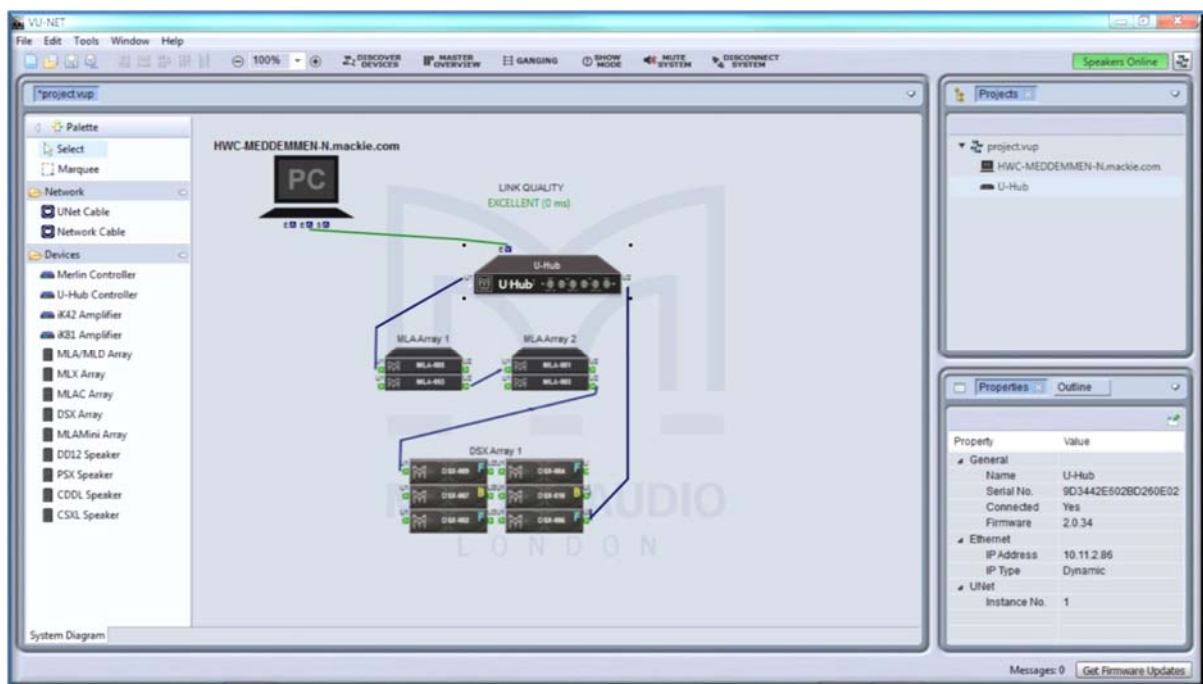 VU-NET
File Edit Tools Window Help
100% DISCOVER DEVICES MASTER OVERVIEW GANGING SHOW MODE MUTE SYSTEM DISCONNECT SYSTEM Speakers Online
*project.vup
Palette
Select
Marquee
Network
UNet Cable
Network Cable
Devices
Merlin Controller
U-Hub Controller
iK42 Amplifier
iK81 Amplifier
MLA/MLD Array
MLX Array
MLAC Array
DSX Array
MLAMini Array
DD12 Speaker
PSX Speaker
CDDL Speaker
CSXL Speaker
System Diagram
HWC-MEDDEMMEN-N.mackie.com
PC
LINK QUALITY
EXCELLENT (0 ms)
U-Hub
U·Hub
MLA Array 1
MLA Array 2
DSX Array 1
AUDIO
LONDON
Projects
project.vup
HWC-MEDDEMMEN-N.mackie.com
U-Hub
Properties Outline
Property Value
General
Name U-Hub
Serial No. 9D3442E602BD260E02
Connected Yes
Firmware 2.0.34
Ethernet
IP Address 10.11.2.86
IP Type Dynamic
UNet
Instance No. 1
Messages: 0 Get Firmware Updates